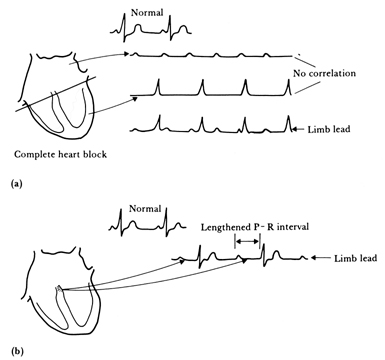 Normal
No correlation
Limb lead
Complete heart block
(a)
Normal
Lengthened P-R interval
Limb lead
(b)